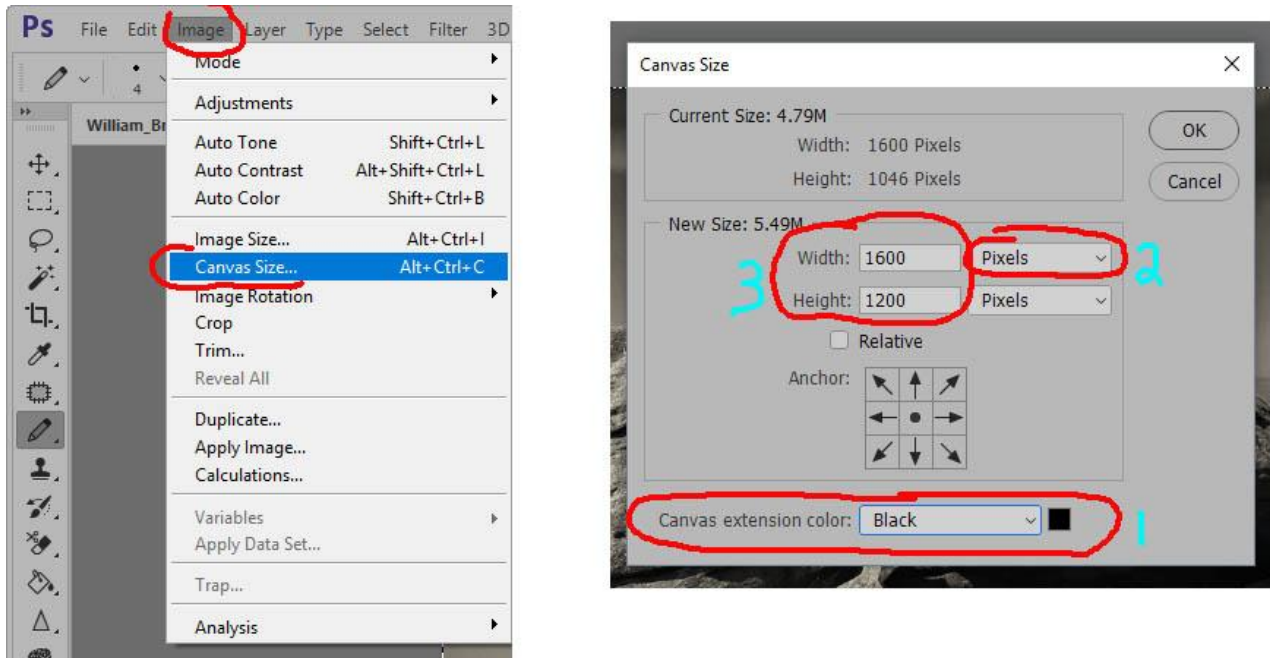 Ps File Edit Image Layer Type Select Filter 3D
4
William_Br
Mode
Adjustments
Auto Tone Shift+Ctrl+L
Auto Contrast Alt+Shift+Ctrl+L
Auto Color Shift+Ctrl+B
Image Size... Alt+Ctrl+I
Canvas Size... Alt+Ctrl+C
Image Rotation
Crop
Trim...
Reveal All
Duplicate...
Apply Image...
Calculations...
Variables
Apply Data Set...
Trap...
Analysis
Canvas Size
Current Size: 4.79M
Width: 1600 Pixels
Height: 1046 Pixels
OK
Cancel
New Size: 5.49M
Width: 1600 Pixels
2
3
Height: 1200 Pixels
Relative
Anchor:
Canvas extension color: Black
1